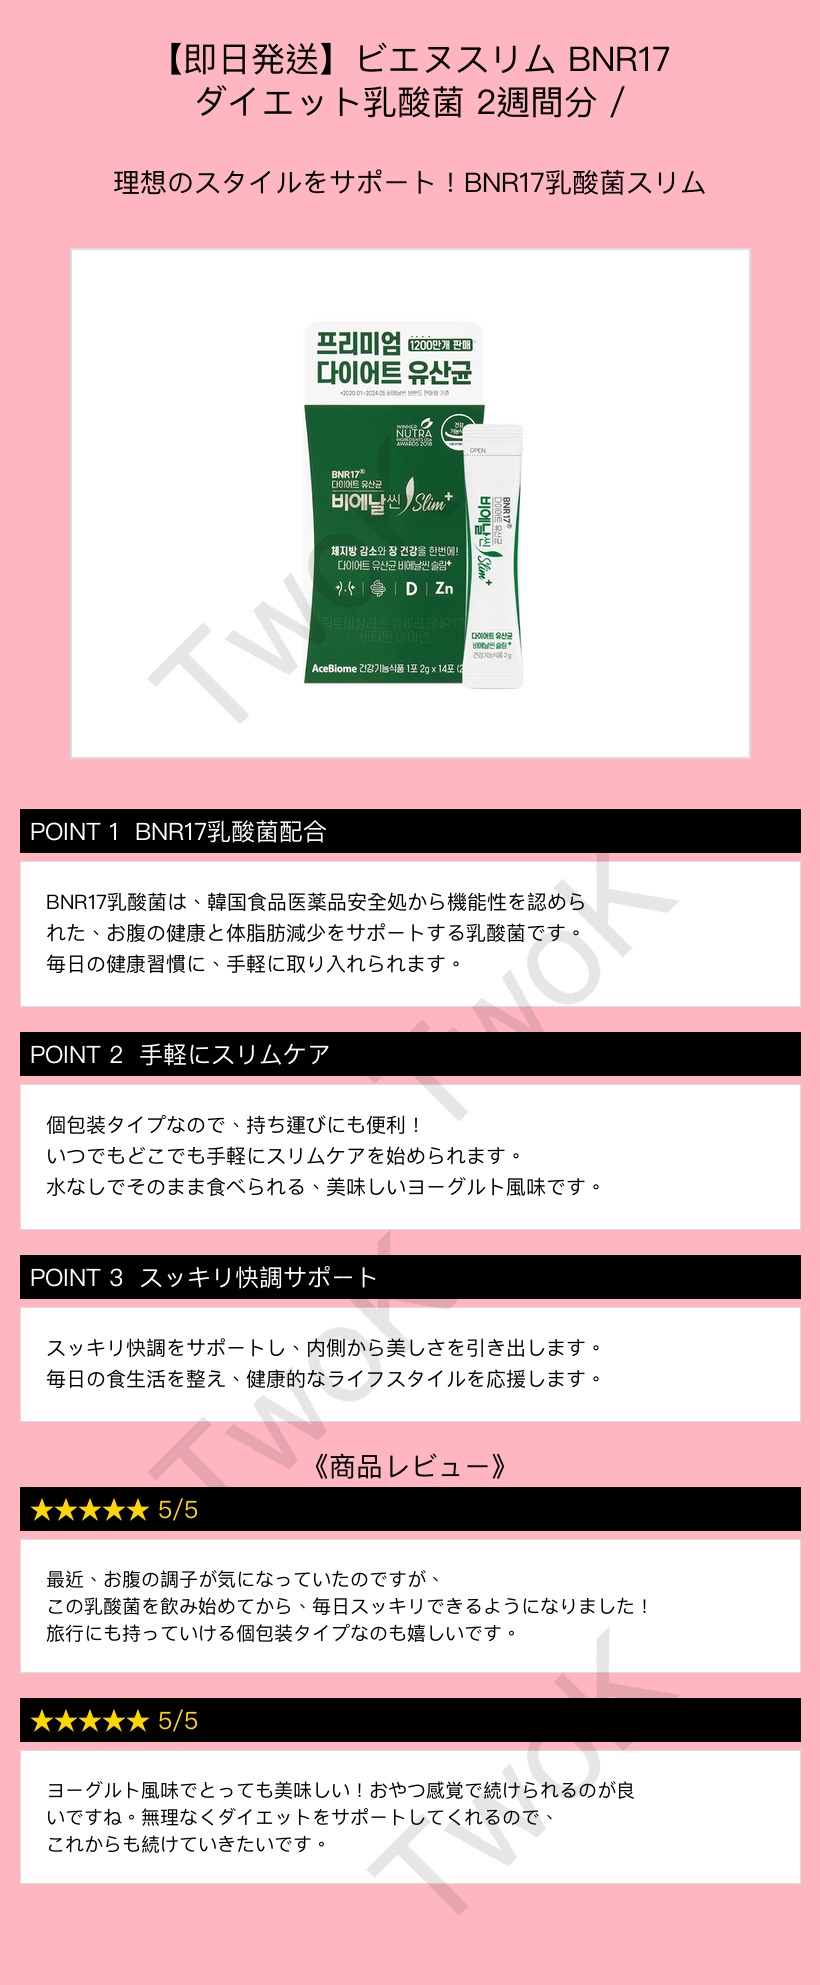 【即日発送】ビエヌスリム BNR17
ダイエット乳酸菌 2週間分 /
理想のスタイルをサポート！BNR17乳酸菌スリム
프리미엄 1200만개 판매
다이어트 유산균
*2020.01~2024.05 비에날씬 브랜드 판매량 기준
WINNER
NUTRA
INGREDIENTS USA
AWARDS 2018
건강
BNR17®
다이어트 유산균
비에날씬 Slim+
체지방 감소와 장 건강을 한번에!
다이어트 유산균 비에날씬 슬림+
D Zn
락토바실러스 가세리 BNR17
비타민 D,아연
AceBiome 건강기능식품 1포 2g x 14포
OPEN
BNR17®
다이어트 유산균
비에날씬 Slim+
다이어트 유산균
비에날씬 슬림+
건강기능식품 2g
TwoK
POINT 1 BNR17乳酸菌配合
BNR17乳酸菌は、韓国食品医薬品安全処から機能性を認めら
れた、お腹の健康と体脂肪減少をサポートする乳酸菌です。
毎日の健康習慣に、手軽に取り入れられます。
TwoK
POINT 2 手軽にスリムケア
個包装タイプなので、持ち運びにも便利！
いつでもどこでも手軽にスリムケアを始められます。
水なしでそのまま食べられる、美味しいヨーグルト風味です。
POINT 3 スッキリ快調サポート
スッキリ快調をサポートし、内側から美しさを引き出します。
毎日の食生活を整え、健康的なライフスタイルを応援します。
TwoK
《商品レビュー》
★★★★★ 5/5
最近、お腹の調子が気になっていたのですが、
この乳酸菌を飲み始めてから、毎日スッキリできるようになりました！
旅行にも持っていける個包装タイプなのも嬉しいです。
★★★★★ 5/5
ヨーグルト風味でとっても美味しい！おやつ感覚で続けられるのが良
いですね。無理なくダイエットをサポートしてくれるので、
これからも続けていきたいです。
TwoK